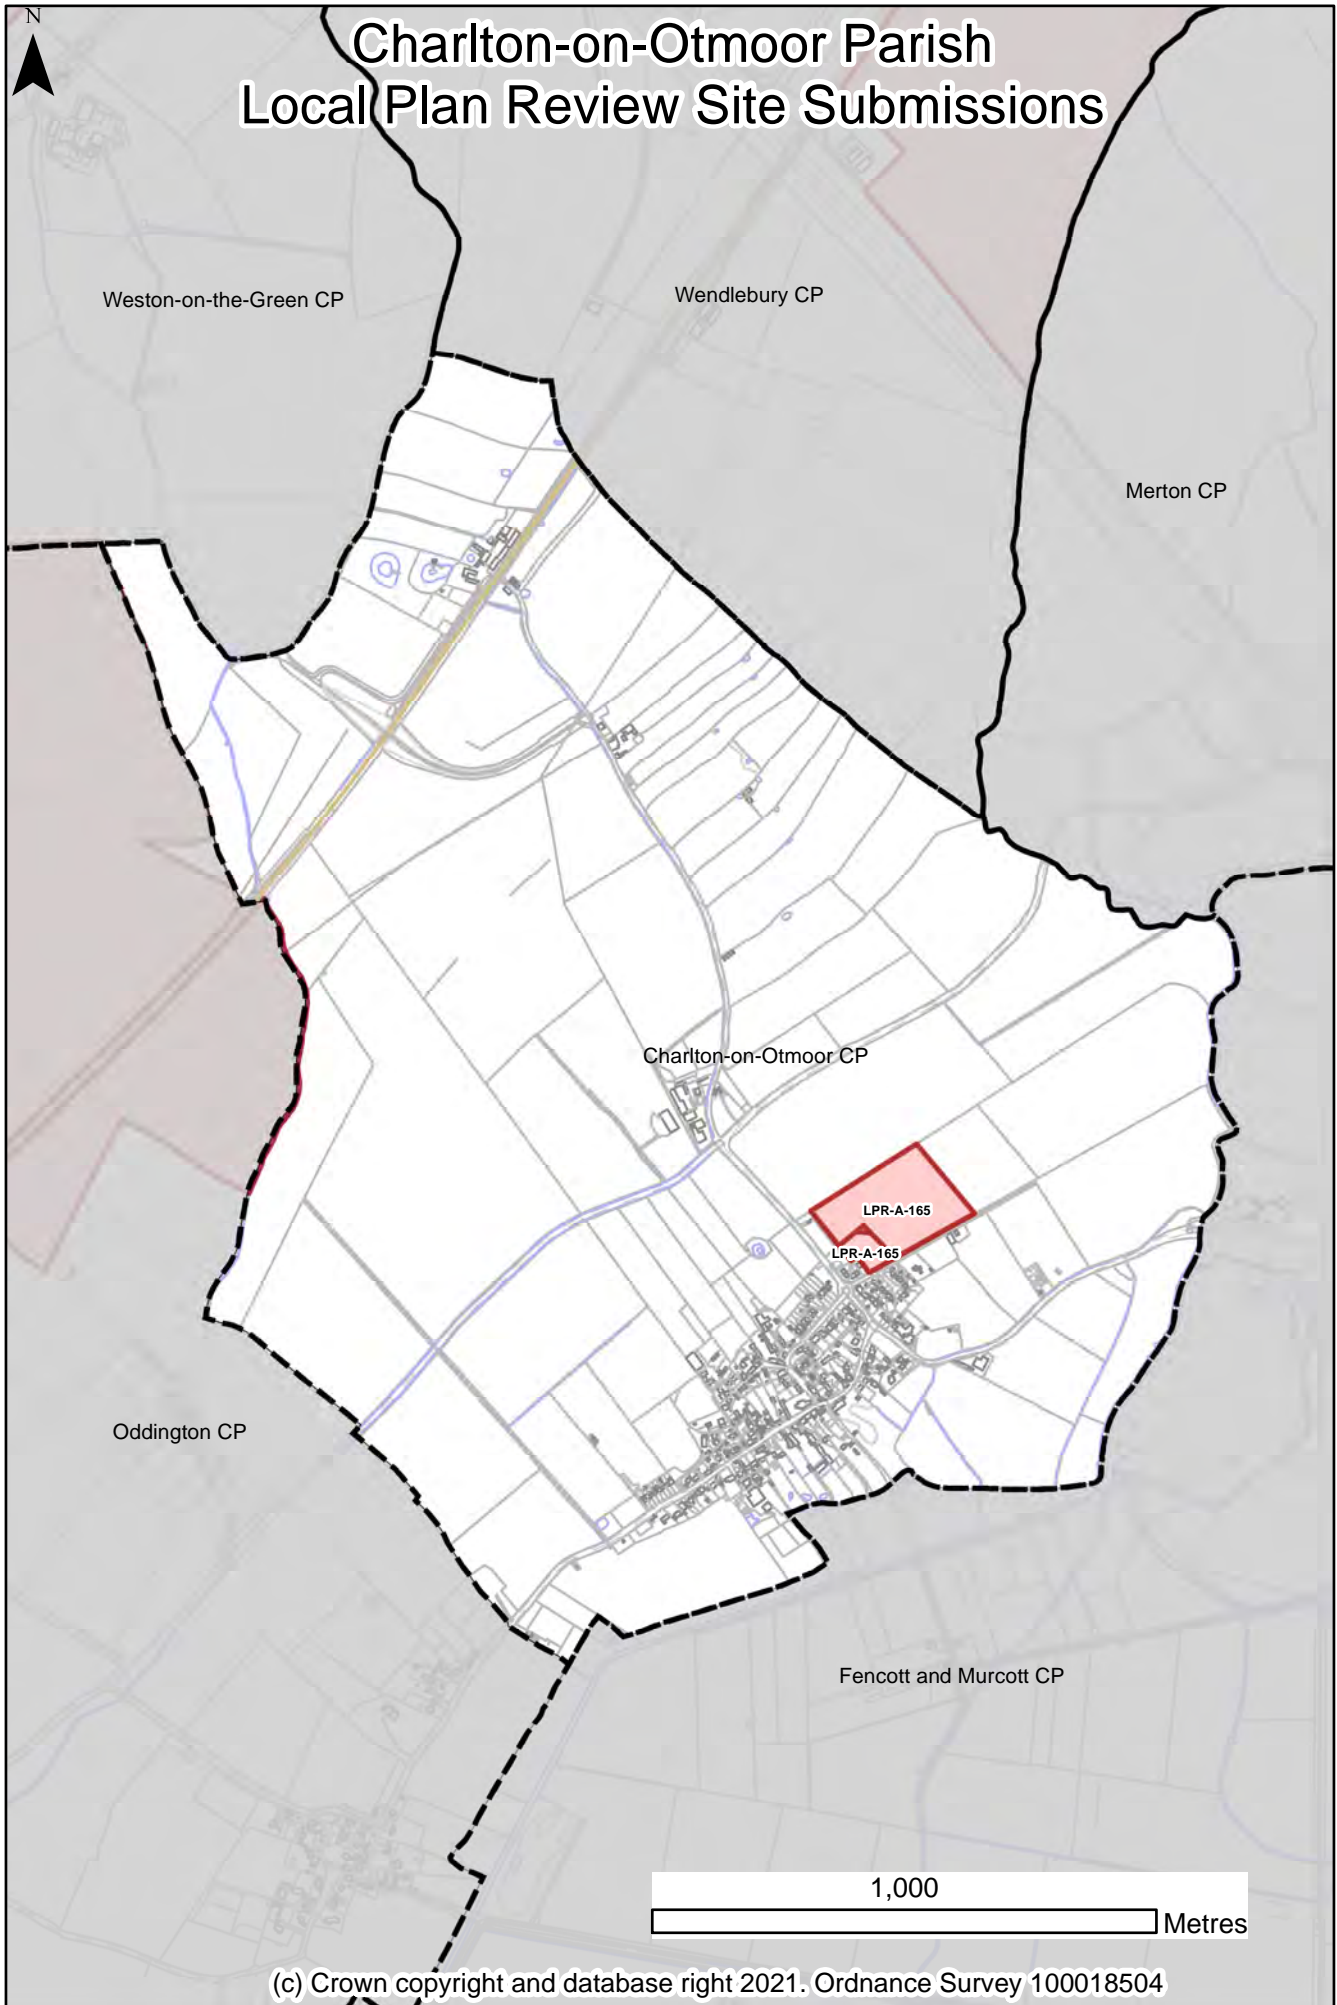 N
Charlton-on-Otmoor Parish
Local Plan Review Site Submissions
Weston-on-the-Green CP
Wendlebury CP
Merton CP
Charlton-on-Otmoor CP
LPR-A-165
LPR-A-165
Oddington CP
Fencott and Murcott CP
1,000
Metres
(c) Crown copyright and database right 2021. Ordnance Survey 100018504